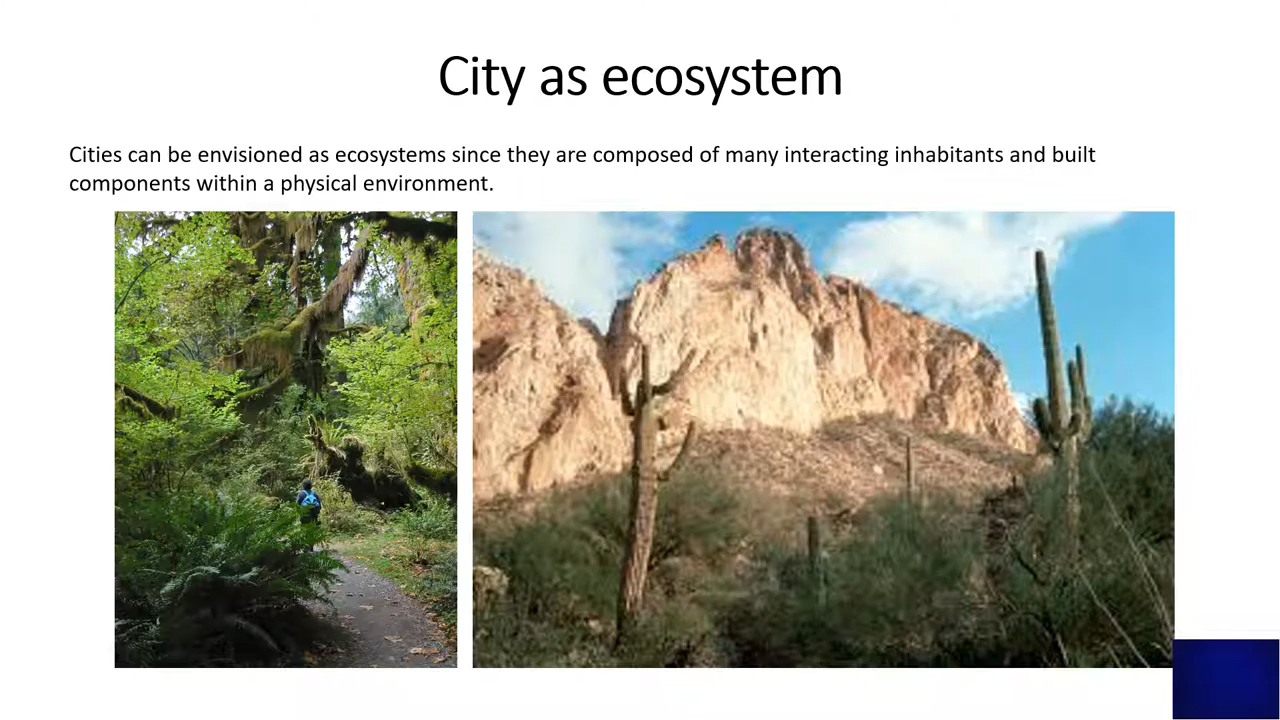 City as ecosystem
Cities can be envisioned as ecosystems since they are composed of many interacting inhabitants and built
components within a physical environment.